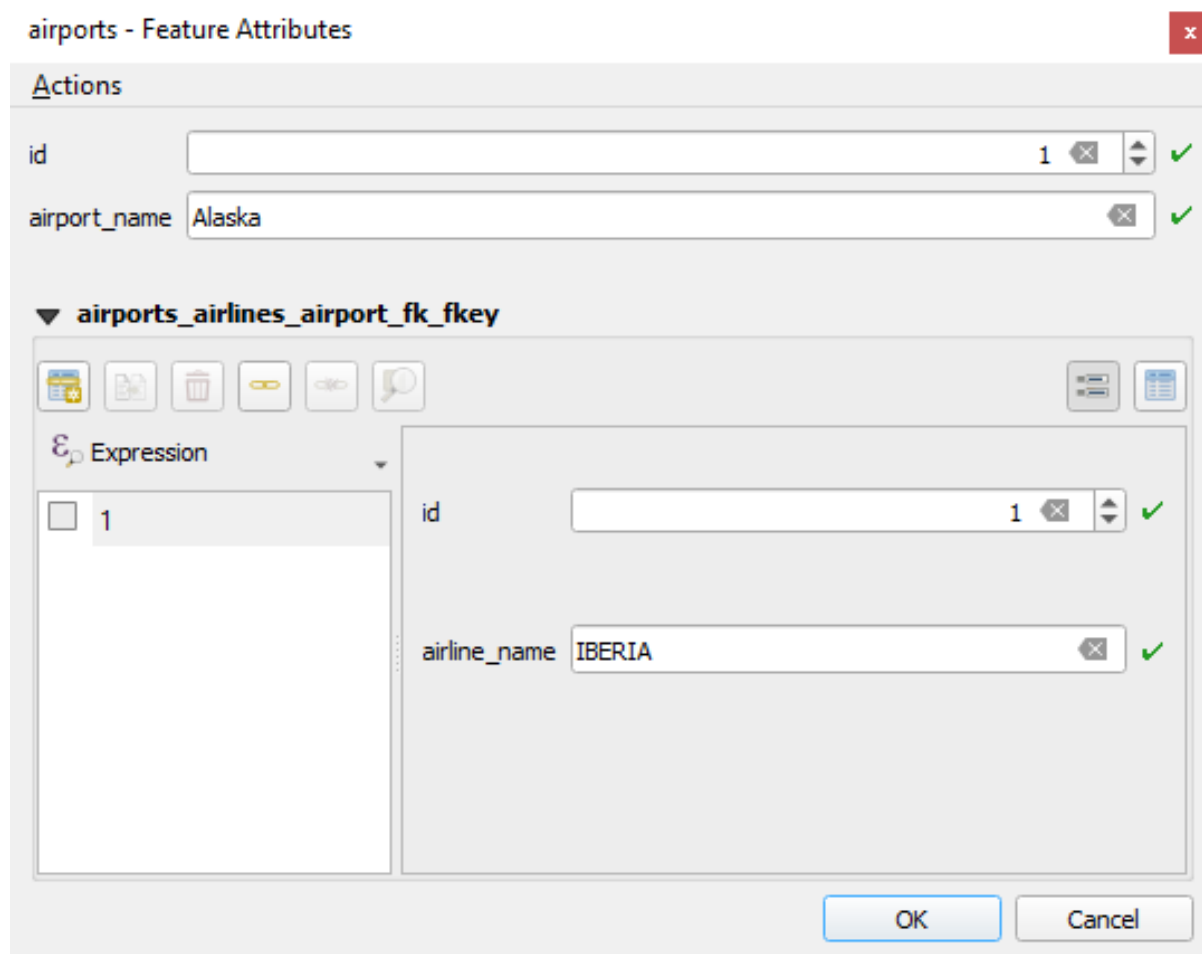 airports - Feature Attributes
x
Actions
id 1
airport_name Alaska
airports_airlines_airport_fk_fkey
ε Expression
1
id 1
airline_name IBERIA
OK Cancel